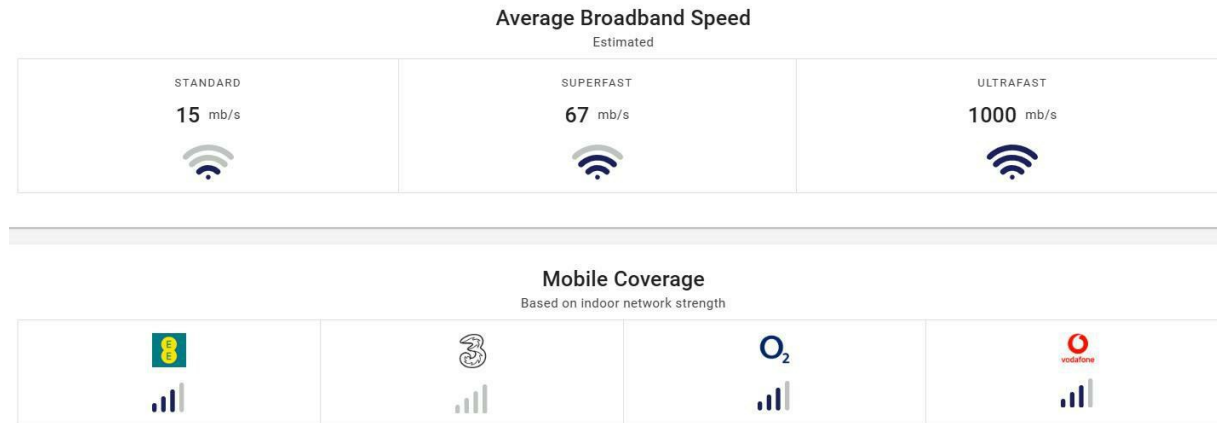 Average Broadband Speed
Estimated
STANDARD
SUPERFAST
ULTRAFAST
15 mb/s
67 mb/s
1000 mb/s
Mobile Coverage
Based on indoor network strength
E
E
3
O2
vodafone